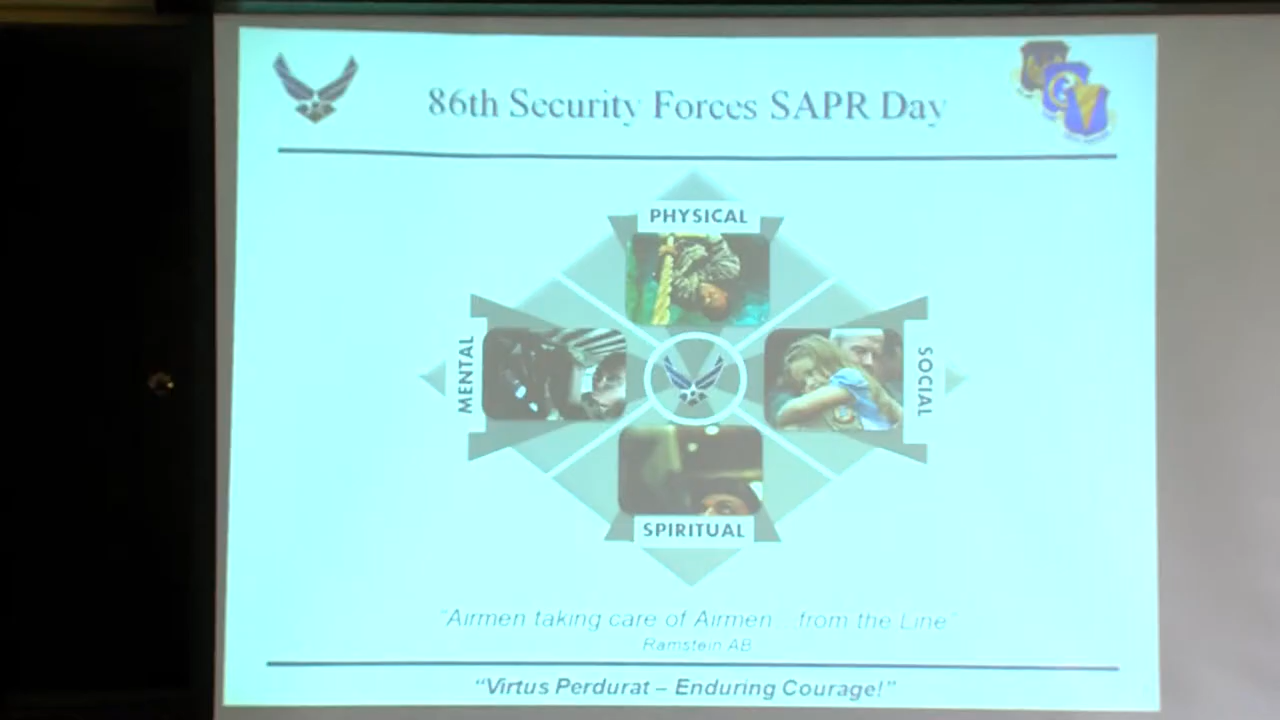 86th Security Forces SAPR Day
PHYSICAL
MENTAL
SOCIAL
SPIRITUAL
"Airmen taking care of Airmen...from the Line"
Ramstein AB
"Virtus Perdurat – Enduring Courage!"